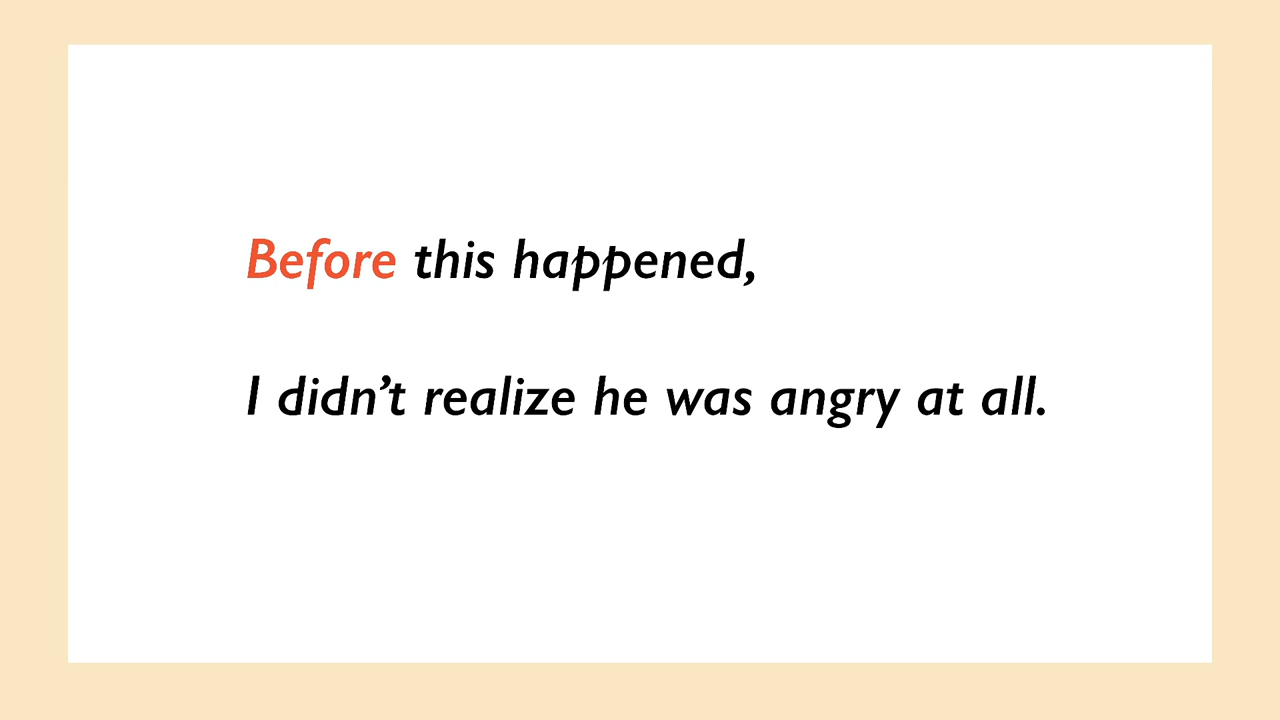 Before this happened,
I didn’t realize he was angry at all.